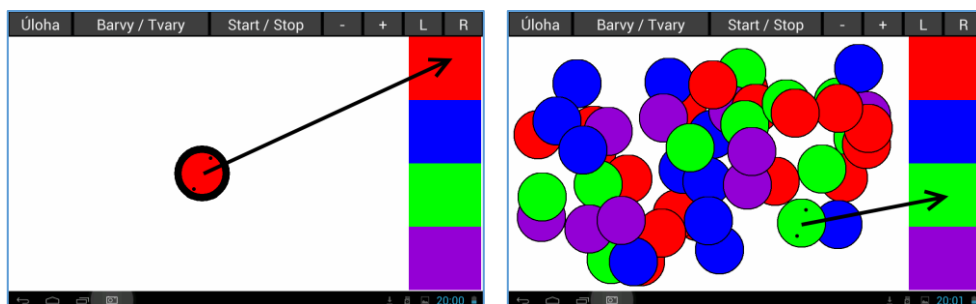 Úloha Barvy / Tvary Start / Stop - + L R
20:00
Úloha Barvy / Tvary Start / Stop - + L R
20:01